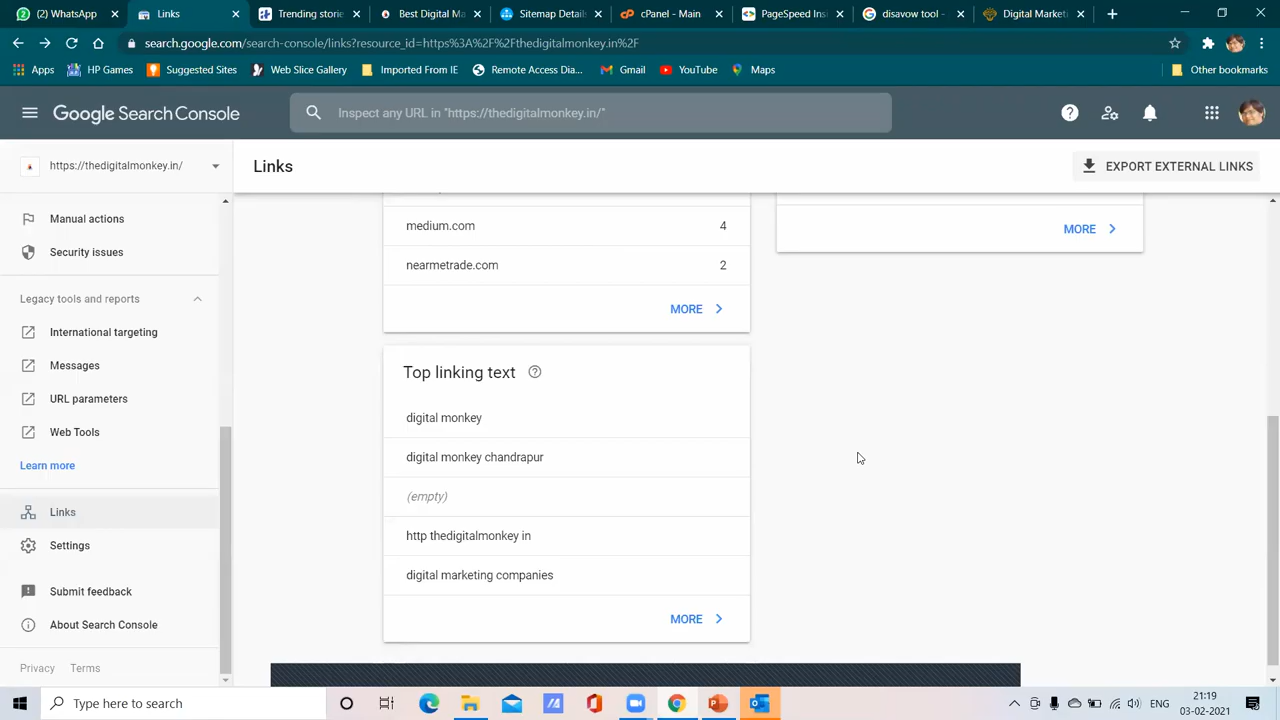 Links
Trending storie
Best Digital Ma
Sitemap Details
cPanel - Main
PageSpeed Insi
disavow tool -
Digital Marketi
search.google.com/search-console/links?resource_id=https%3A%2F%2Fthedigitalmonkey.in%2F
Apps
HP Games
Suggested Sites
Web Slice Gallery
Imported From IE
Remote Access Dia...
Gmail
YouTube
Maps
Other bookmarks
Google Search Console
Inspect any URL in "https://thedigitalmonkey.in/"
https://thedigitalmonkey.in/
Links
EXPORT EXTERNAL LINKS
Manual actions
Security issues
Legacy tools and reports
International targeting
Messages
URL parameters
Web Tools
Learn more
Links
Settings
Submit feedback
About Search Console
Privacy Terms
medium.com 4
nearmetrade.com 2
MORE
MORE
Top linking text
digital monkey
digital monkey chandrapur
(empty)
http thedigitalmonkey in
digital marketing companies
MORE
Type here to search
ENG
21:19
03-02-2021